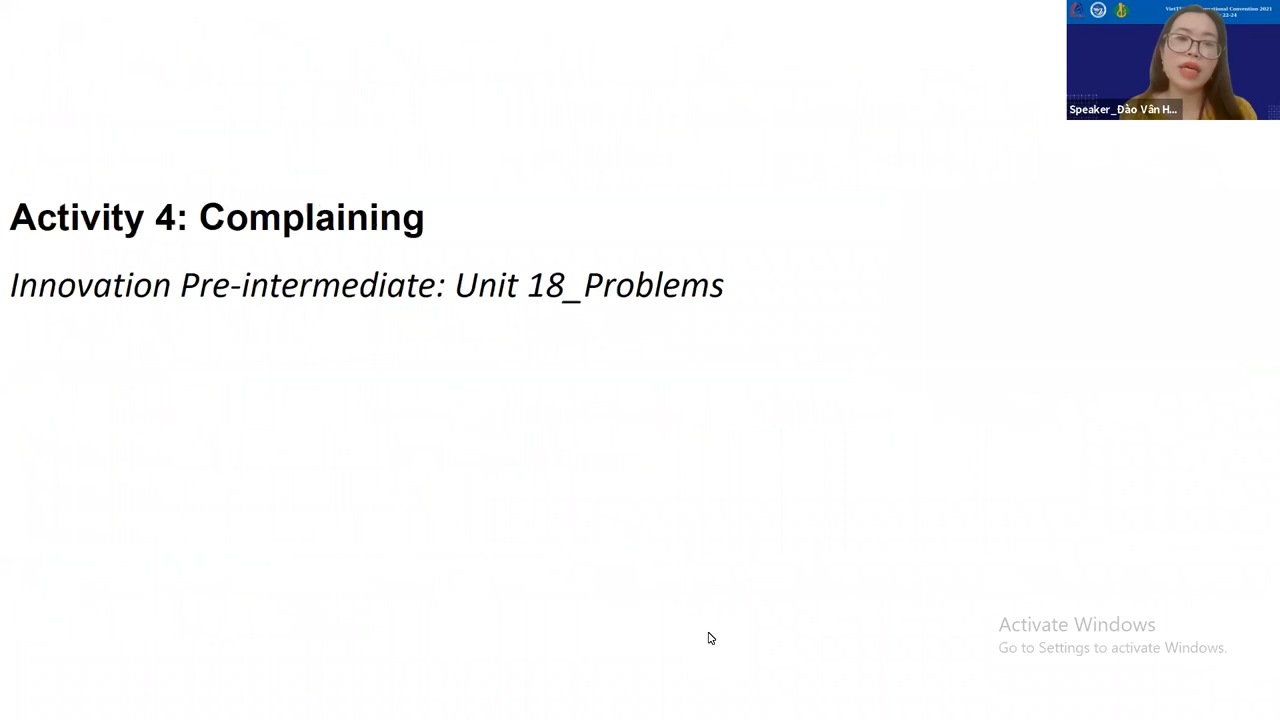 Activity 4: Complaining
Innovation Pre-intermediate: Unit 18_Problems
Speaker_Đào Vân H...
Activate Windows
Go to Settings to activate Windows.